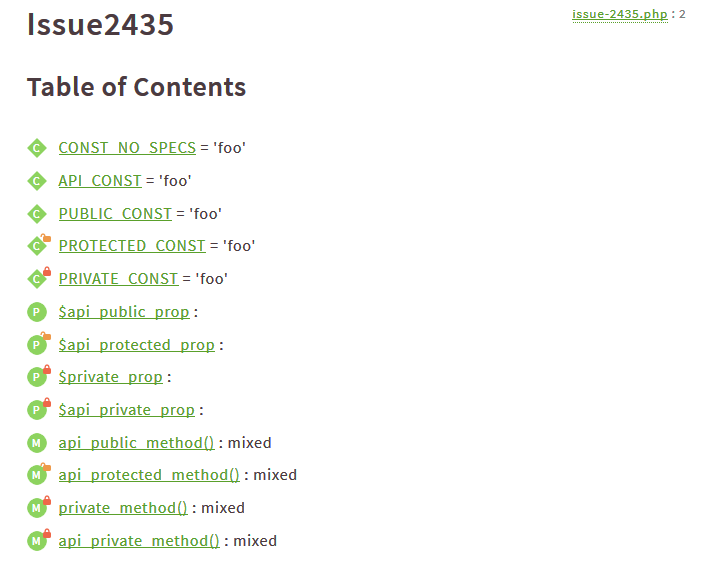 Issue2435
issue-2435.php : 2
Table of Contents
C CONST_NO_SPECS = 'foo'
C API_CONST = 'foo'
C PUBLIC_CONST = 'foo'
C PROTECTED_CONST = 'foo'
C PRIVATE_CONST = 'foo'
P $api_public_prop :
P $api_protected_prop :
P $private_prop :
P $api_private_prop :
M api_public_method() : mixed
M api_protected_method() : mixed
M private_method() : mixed
M api_private_method() : mixed